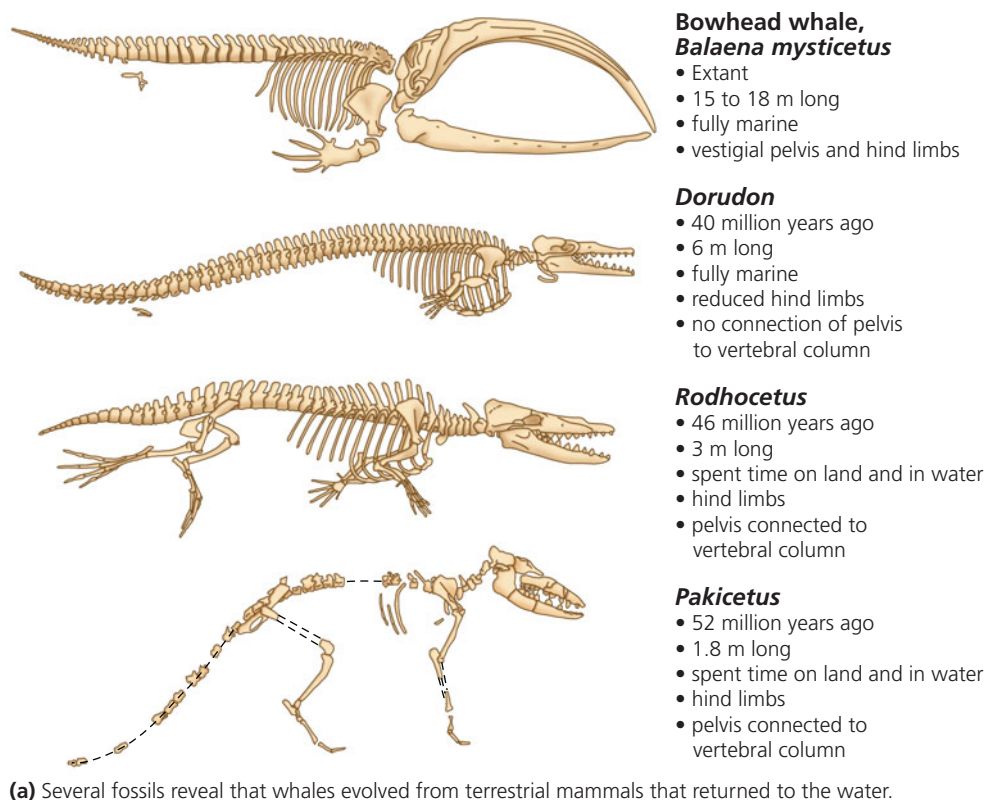 Bowhead whale,
Balaena mysticetus
• Extant
• 15 to 18 m long
• fully marine
• vestigial pelvis and hind limbs
Dorudon
• 40 million years ago
• 6 m long
• fully marine
• reduced hind limbs
• no connection of pelvis
to vertebral column
Rodhocetus
• 46 million years ago
• 3 m long
• spent time on land and in water
• hind limbs
• pelvis connected to
vertebral column
Pakicetus
• 52 million years ago
• 1.8 m long
• spent time on land and in water
• hind limbs
• pelvis connected to
vertebral column
(a) Several fossils reveal that whales evolved from terrestrial mammals that returned to the water.